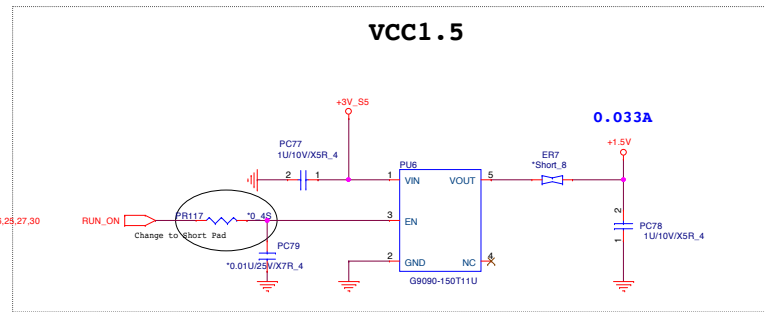 VCC1.5
+3V_S5
0.033A
PC77
1U/10V/X5R_4
+1.5V
PU6
ER7
*Short_8
2
1
1
VIN
VOUT
5
6,25,27,30
RUN_ON
PR117
*0_4S
3
EN
2
PC78
1U/10V/X5R_4
1
Change to Short Pad
PC79
*0.01U/25V/X7R_4
2
GND
NC
4
G9090-150T11U